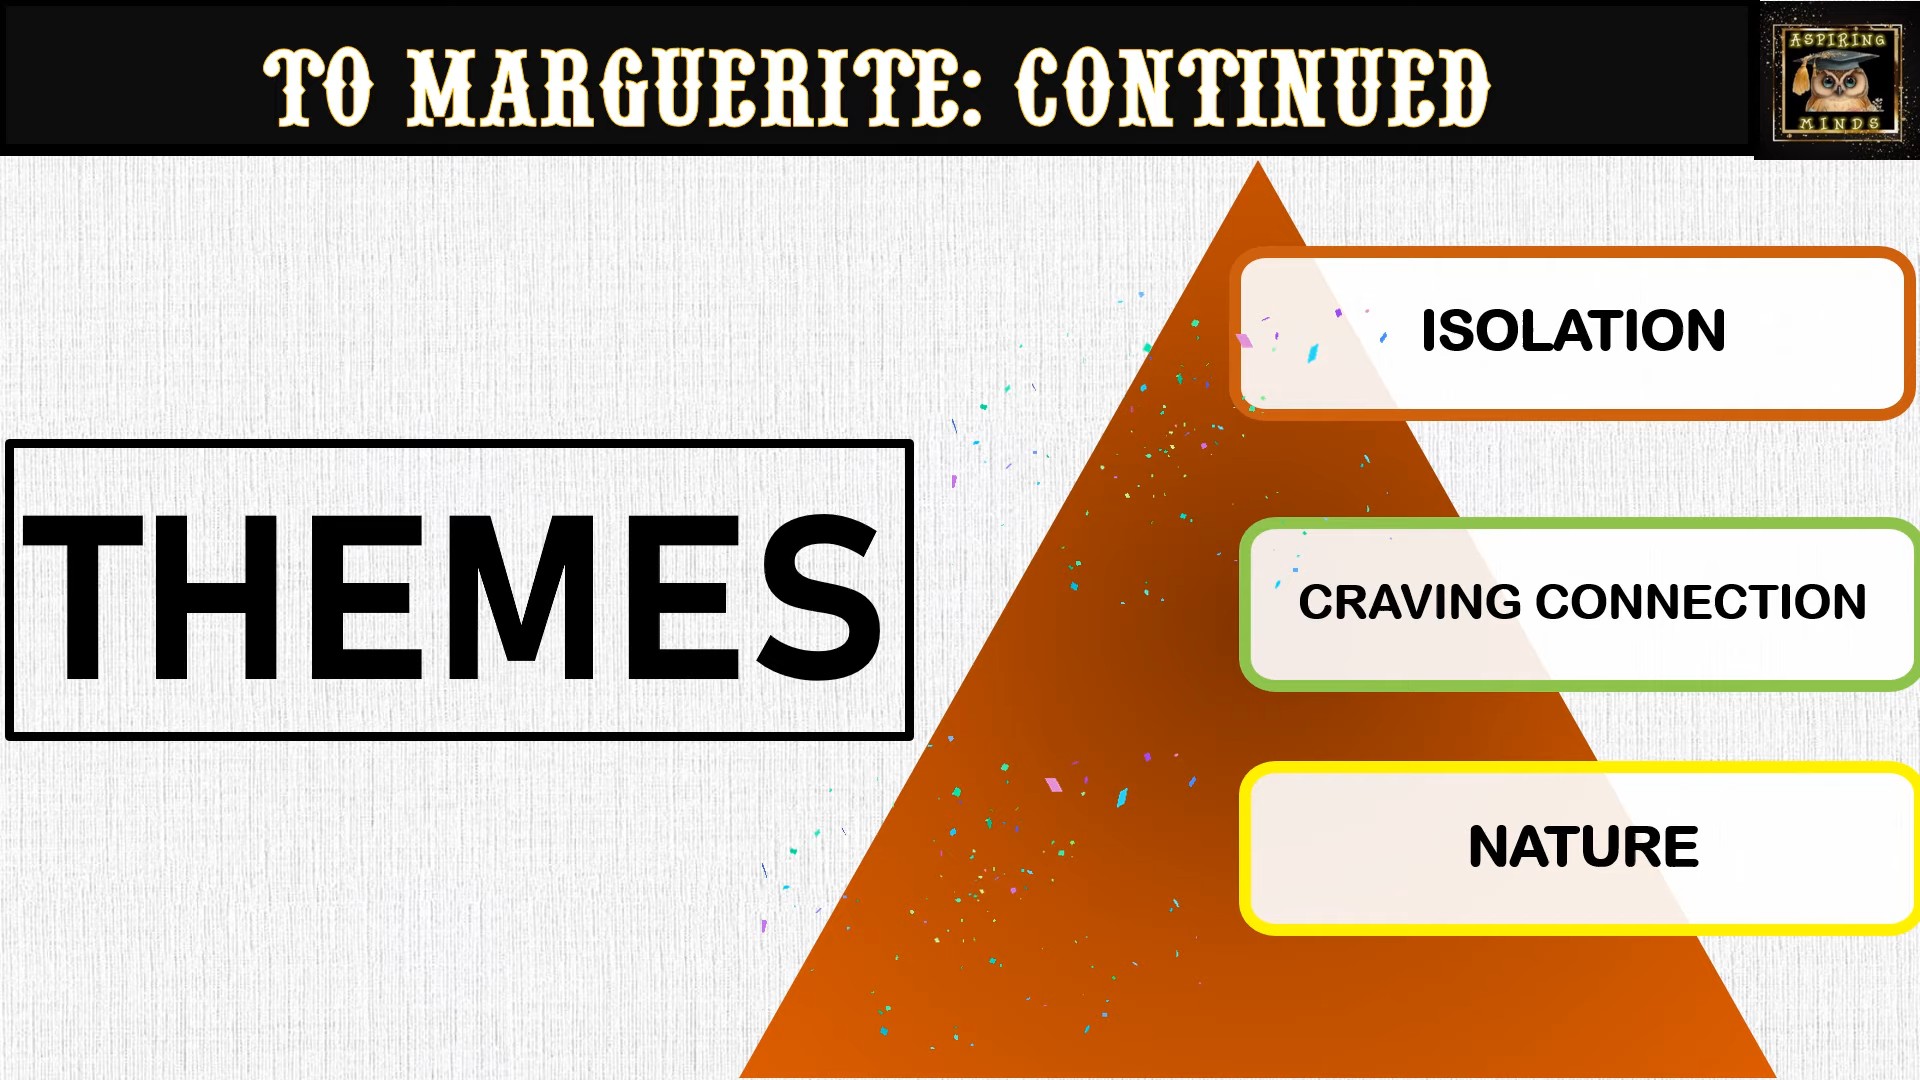 TO MARGUERITE: CONTINUED
ASPIRING
MINDS
THEMES
ISOLATION
CRAVING CONNECTION
NATURE